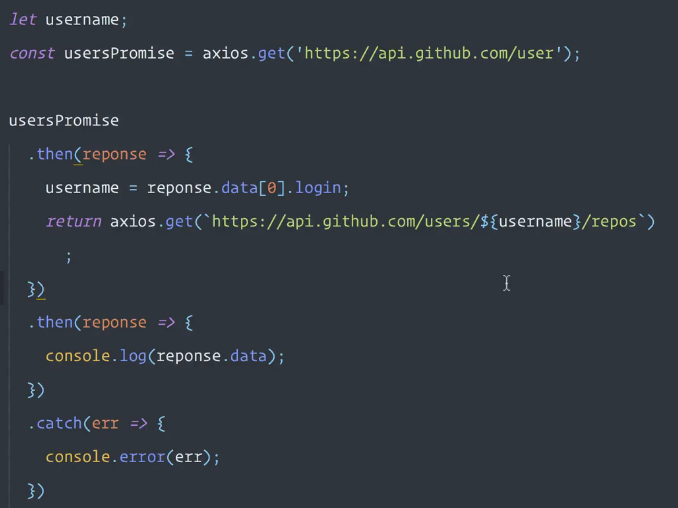 let username;
const usersPromise = axios.get('https://api.github.com/user');
usersPromise
.then(reponse => {
username = reponse.data[0].login;
return axios.get(`https://api.github.com/users/${username}/repos`)
;
})
.then(reponse => {
console.log(reponse.data);
})
.catch(err => {
console.error(err);
})